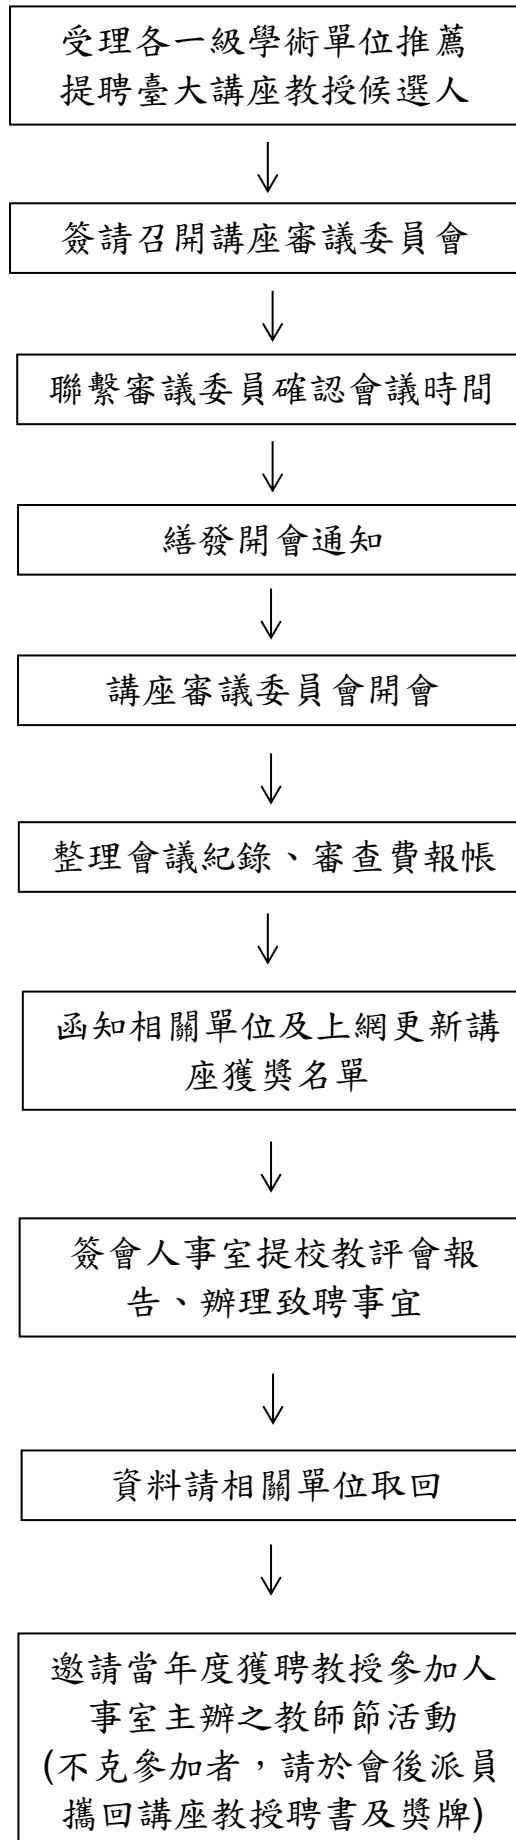 受理各一級學術單位推薦
提聘臺大講座教授候選人
簽請召開講座審議委員會
聯繫審議委員確認會議時間
繕發開會通知
講座審議委員會開會
整理會議紀錄、審查費報帳
函知相關單位及上網更新講
座獲獎名單
簽會人事室提校教評會報
告、辦理致聘事宜
資料請相關單位取回
邀請當年度獲聘教授參加人
事室主辦之教師節活動
(不克參加者，請於會後派員
攜回講座教授聘書及獎牌)